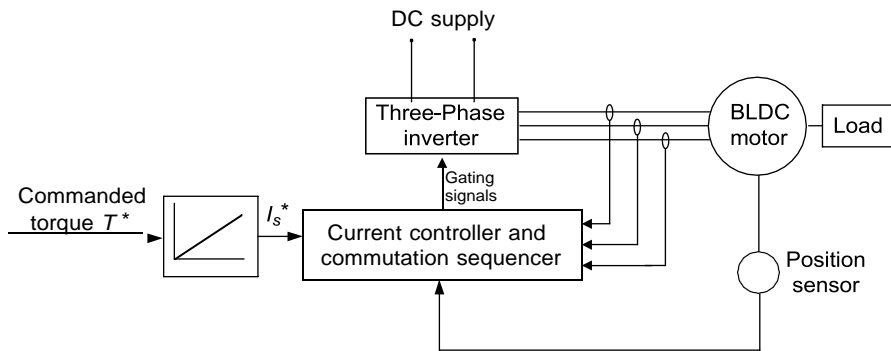 DC supply
Three-Phase
inverter
BLDC
motor
Load
Gating
signals
Commanded
torque T*
Is*
Current controller and
commutation sequencer
Position
sensor